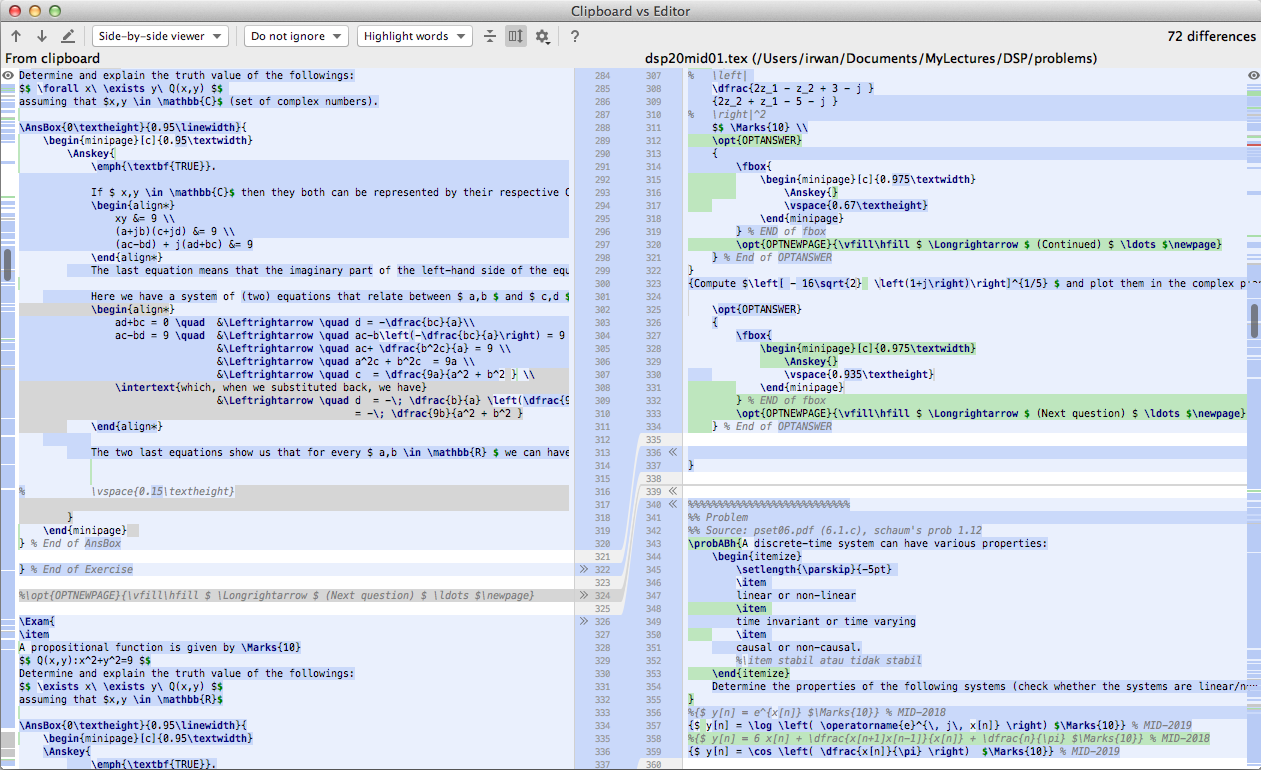 Clipboard vs Editor
Side-by-side viewer
Do not ignore
Highlight words
?
72 differences
From clipboard
dsp20mid01.tex (/Users/irwan/Documents/MyLectures/DSP/problems)
Determine and explain the truth value of the followings:
$$ \forall x\ \exists y\ Q(x,y) $$
assuming that $x,y \in \mathbb{C}$ (set of complex numbers).
\AnsBox{0\textheight}{0.95\linewidth}{
\begin{minipage}[c]{0.95\textwidth}
\Anskey{
\emph{\textbf{TRUE}}.
If $ x,y \in \mathbb{C}$ then they both can be represented by their respective C
\begin{align*}
xy &= 9 \\
(a+jb)(c+jd) &= 9 \\
(ac-bd) + j(ad+bc) &= 9
\end{align*}
The last equation means that the imaginary part of the left-hand side of the equ
Here we have a system of (two) equations that relate between $ a,b $ and $ c,d $
\begin{align*}
ad+bc = 0 \quad &\Leftrightarrow \quad d = -\dfrac{bc}{a}\\
ac-bd = 9 \quad &\Leftrightarrow \quad ac-b\left(-\dfrac{bc}{a}\right) = 9
&\Leftrightarrow \quad ac+ \dfrac{b^2c}{a} = 9 \\
&\Leftrightarrow \quad a^2c + b^2c = 9a \\
&\Leftrightarrow \quad c = \dfrac{9a}{a^2 + b^2 } \\
\intertext{which, when we substituted back, we have}
&\Leftrightarrow \quad d = -\; \dfrac{b}{a} \left(\dfrac{9
= -\; \dfrac{9b}{a^2 + b^2 }
\end{align*}
The two last equations show us that for every $ a,b \in \mathbb{R} $ we can have
% \vspace{0.15\textheight}
}
\end{minipage}
} % End of AnsBox
} % End of Exercise
%\opt{OPTNEWPAGE}{\vfill\hfill $ \Longrightarrow $ (Next question) $ \ldots $\newpage}
\Exam{
\item
A propositional function is given by \Marks{10}
$$ Q(x,y):x^2+y^2=9 $$
Determine and explain the truth value of the followings:
$$ \exists x\ \exists y\ Q(x,y) $$
assuming that $x,y \in \mathbb{R}$
\AnsBox{0\textheight}{0.95\linewidth}{
\begin{minipage}[c]{0.95\textwidth}
\Anskey{
\emph{\textbf{TRUE}}.
284 307 % \left|
285 308 \dfrac{2z_1 - z_2 + 3 - j }
286 309 {2z_2 + z_1 - 5 - j }
287 310 % \right|^2
288 311 $$ \Marks{10} \\
289 312 \opt{OPTANSWER}
290 313 {
291 314 \fbox{
292 315 \begin{minipage}[c]{0.975\textwidth}
293 316 \Anskey{}
294 317 \vspace{0.67\textheight}
295 318 \end{minipage}
296 319 } % END of fbox
297 320 \opt{OPTNEWPAGE}{\vfill\hfill $ \Longrightarrow $ (Continued) $ \ldots $\newpage}
298 321 } % End of OPTANSWER
299 322 }
300 323 {Compute $\left[ - 16\sqrt{2} \left(1+j\right)\right]^{1/5} $ and plot them in the complex p
301 324
302 325 \opt{OPTANSWER}
303 326 {
304 327 \fbox{
305 328 \begin{minipage}[c]{0.975\textwidth}
306 329 \Anskey{}
307 330 \vspace{0.935\textheight}
308 331 \end{minipage}
309 332 } % END of fbox
310 333 \opt{OPTNEWPAGE}{\vfill\hfill $ \Longrightarrow $ (Next question) $ \ldots $\newpage}
311 334 } % End of OPTANSWER
312 335
313 336
314 337 }
315 338
316 339
317 340 %%%%%%%%%%%%%%%%%%%%%%%%%%%
318 341 %% Problem
319 342 %% Source: pset06.pdf (6.1.c), schaum's prob 1.12
320 343 \probABh{A discrete-time system can have various properties:
321 344 \begin{itemize}
322 345 \setlength{\parskip}{-5pt}
323 346 \item
324 347 linear or non-linear
325 348 \item
326 349 time invariant or time varying
327 350 \item
328 351 causal or non-causal.
329 352 %\item stabil atau tidak stabil
330 353 \end{itemize}
331 354 Determine the properties of the following systems (check whether the systems are linear/n
332 355 }
333 356 %{$ y[n] = e^{x[n]} $\Marks{10}} % MID-2018
334 357 {$ y[n] = \log \left( \operatorname{e}^{\, j\, x[n]} \right) $\Marks{10}} % MID-2019
335 358 %{$ y[n] = 6 x[n] + \dfrac{x[n+1]x[n-1]}{x[n]} + \dfrac{n}{\pi} $\Marks{10}} % MID-2018
336 359 {$ y[n] = \cos \left( \dfrac{x[n]}{\pi} \right) $\Marks{10}} % MID-2019
337 360